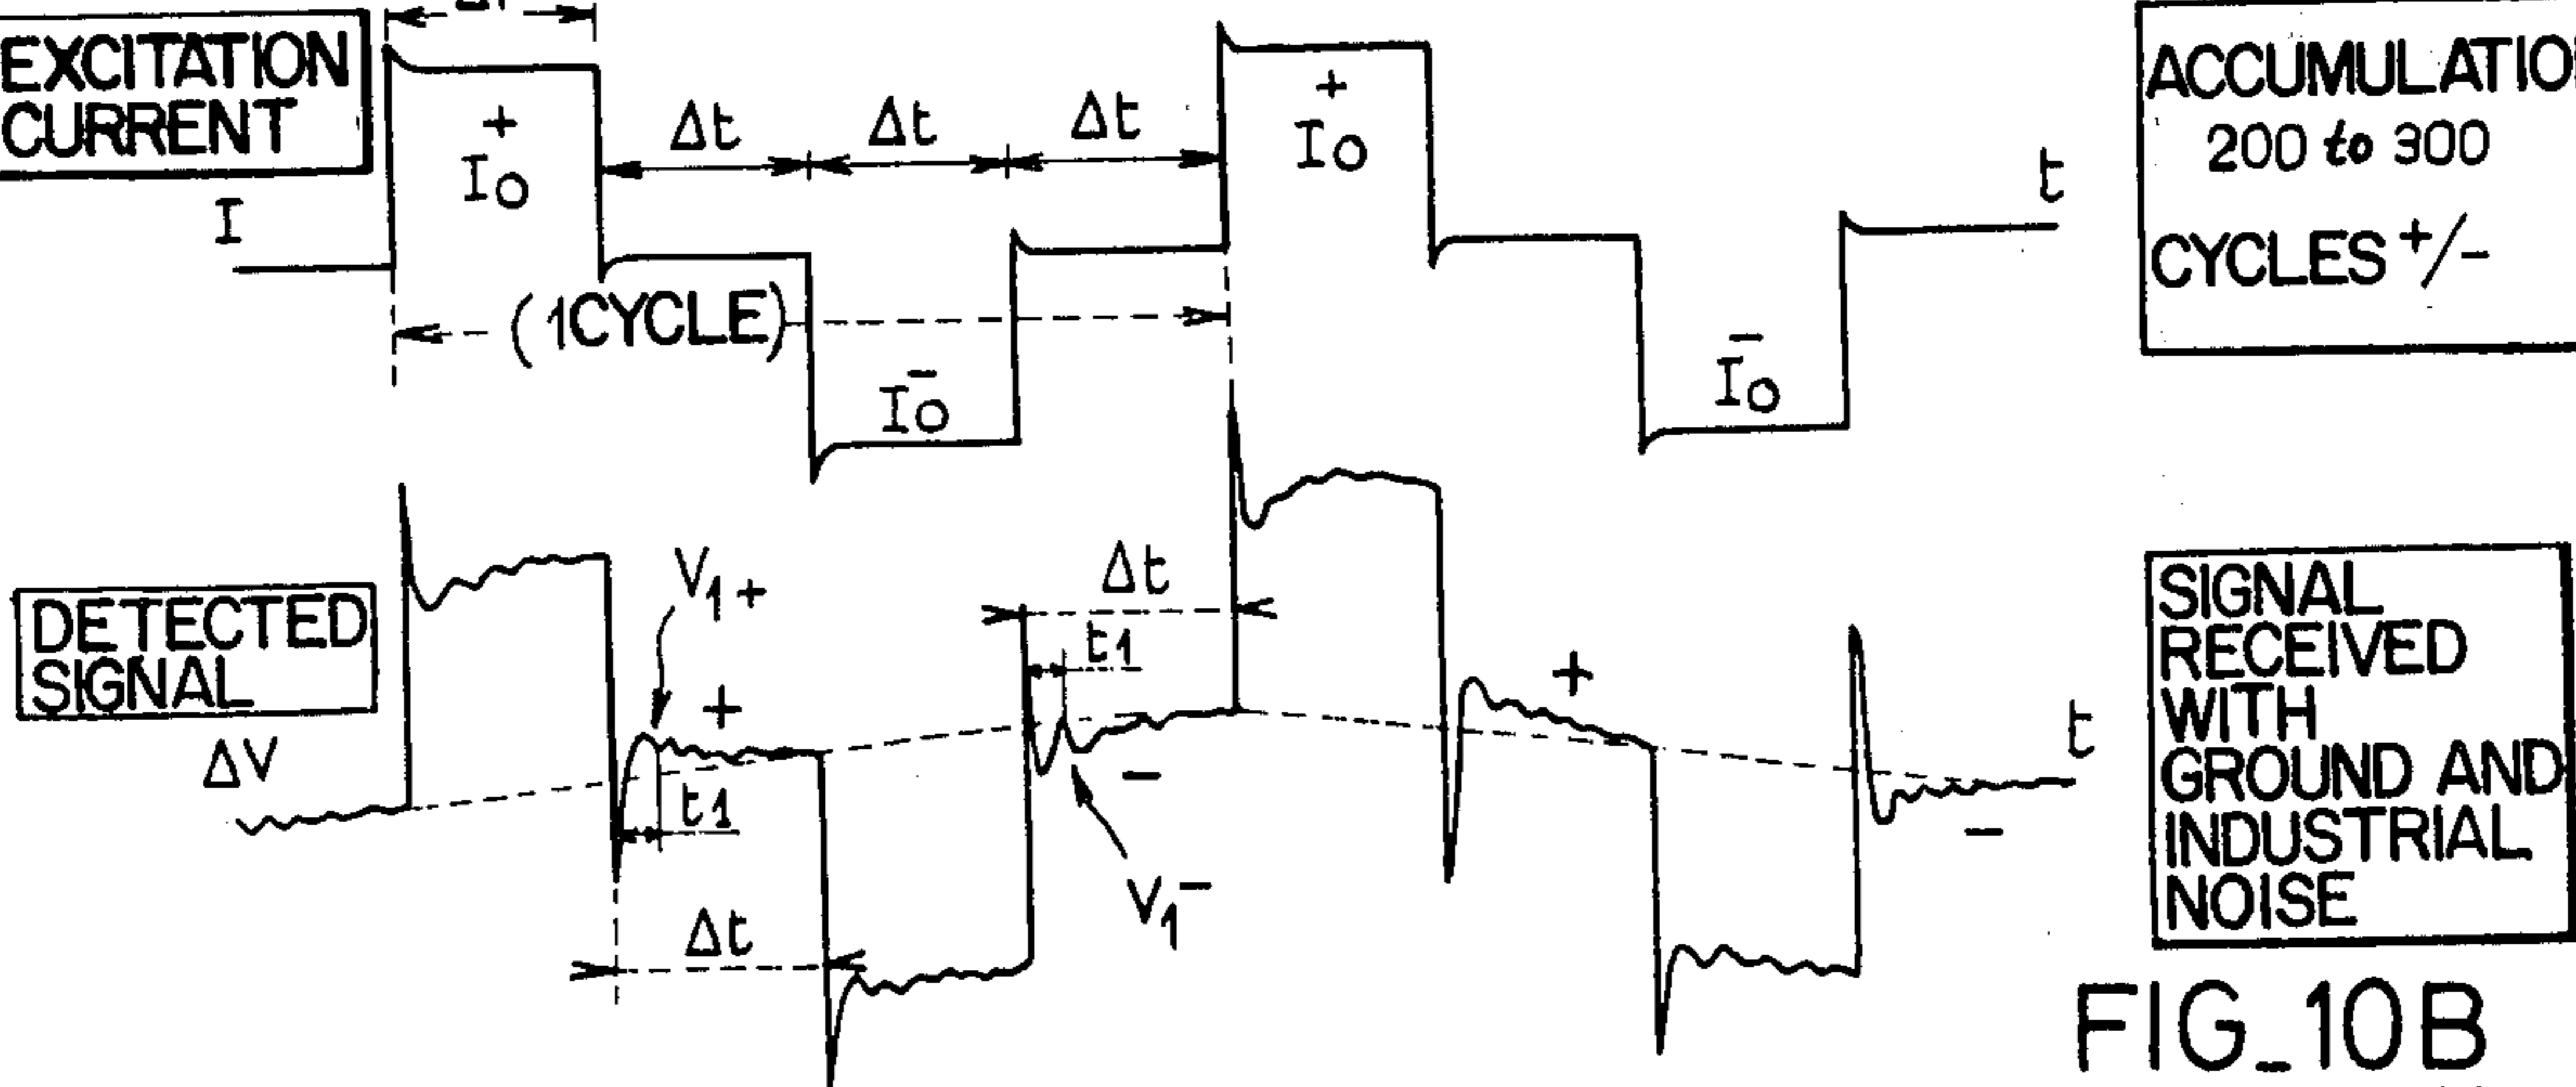 EXCITATION
CURRENT
I
+
I0
Δt
Δt
Δt
+
I0
t
(1CYCLE)
-
I0
-
I0
200 to 300
CYCLES +/-
DETECTED
SIGNAL
ΔV
V1+
+
t1
Δt
Δt
t1
-
V1-
+
-
t
SIGNAL
RECEIVED
WITH
GROUND AND
INDUSTRIAL
NOISE
FIG_10B